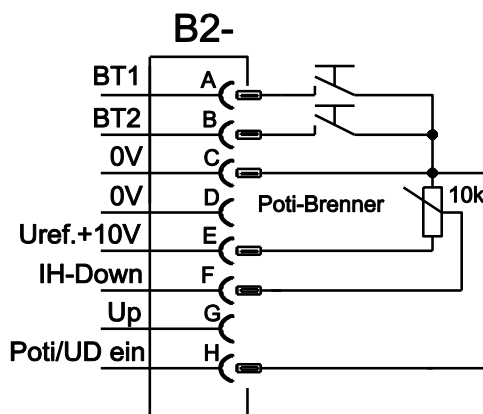 B2-
BT1 A
BT2 B
0V C
0V D Poti-Brenner 10k
Uref.+10V E
IH-Down F
Up G
Poti/UD ein H